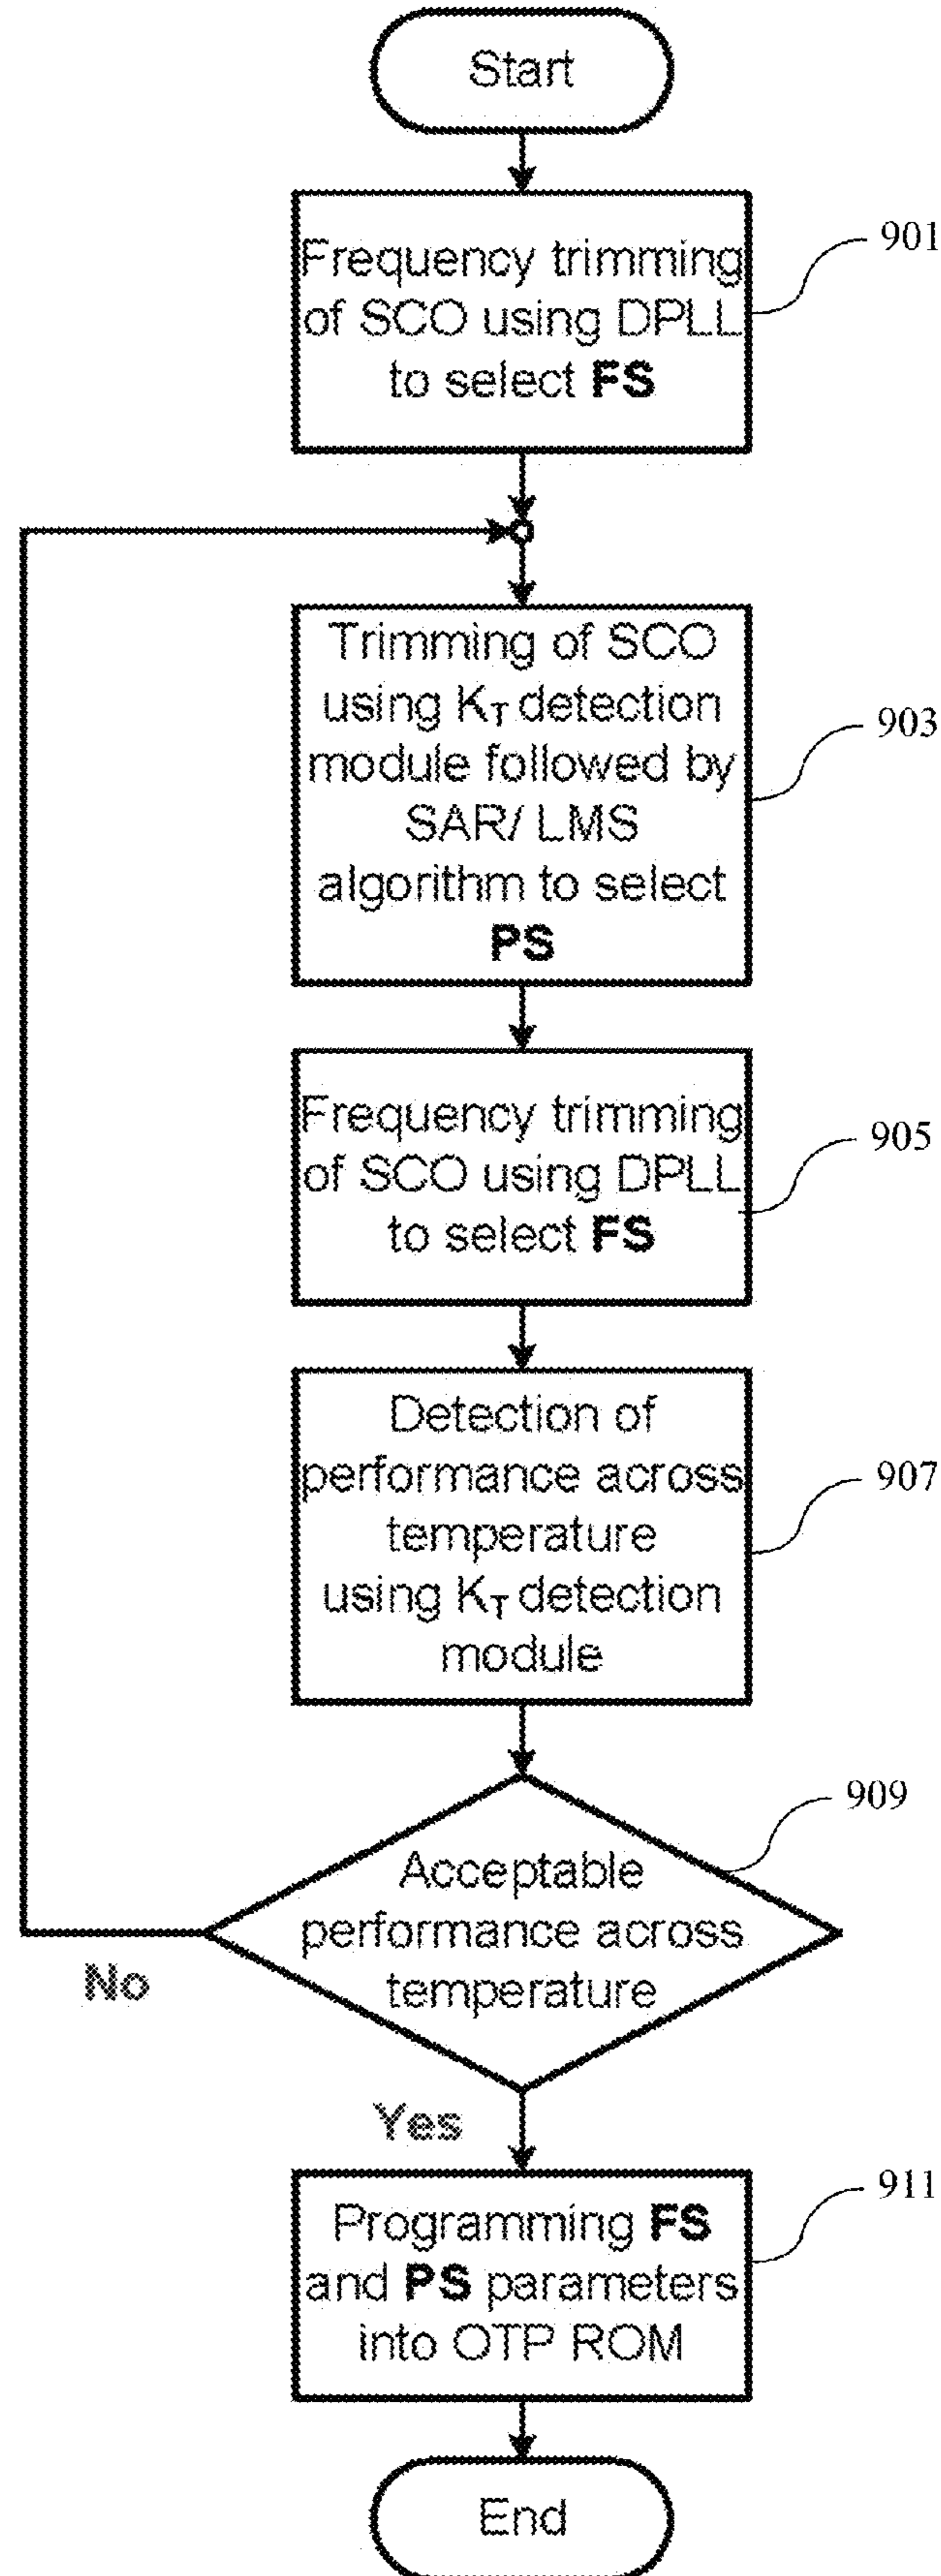 Start
Frequency trimming
of SCO using DPLL
to select FS
901
Trimming of SCO
using KT detection
module followed by
SAR/ LMS
algorithm to select
PS
903
Frequency trimming
of SCO using DPLL
to select FS
905
Detection of
performance across
temperature
using KT detection
module
907
Acceptable
performance across
temperature
909
No
Yes
Programming FS
and PS parameters
into OTP ROM
911
End